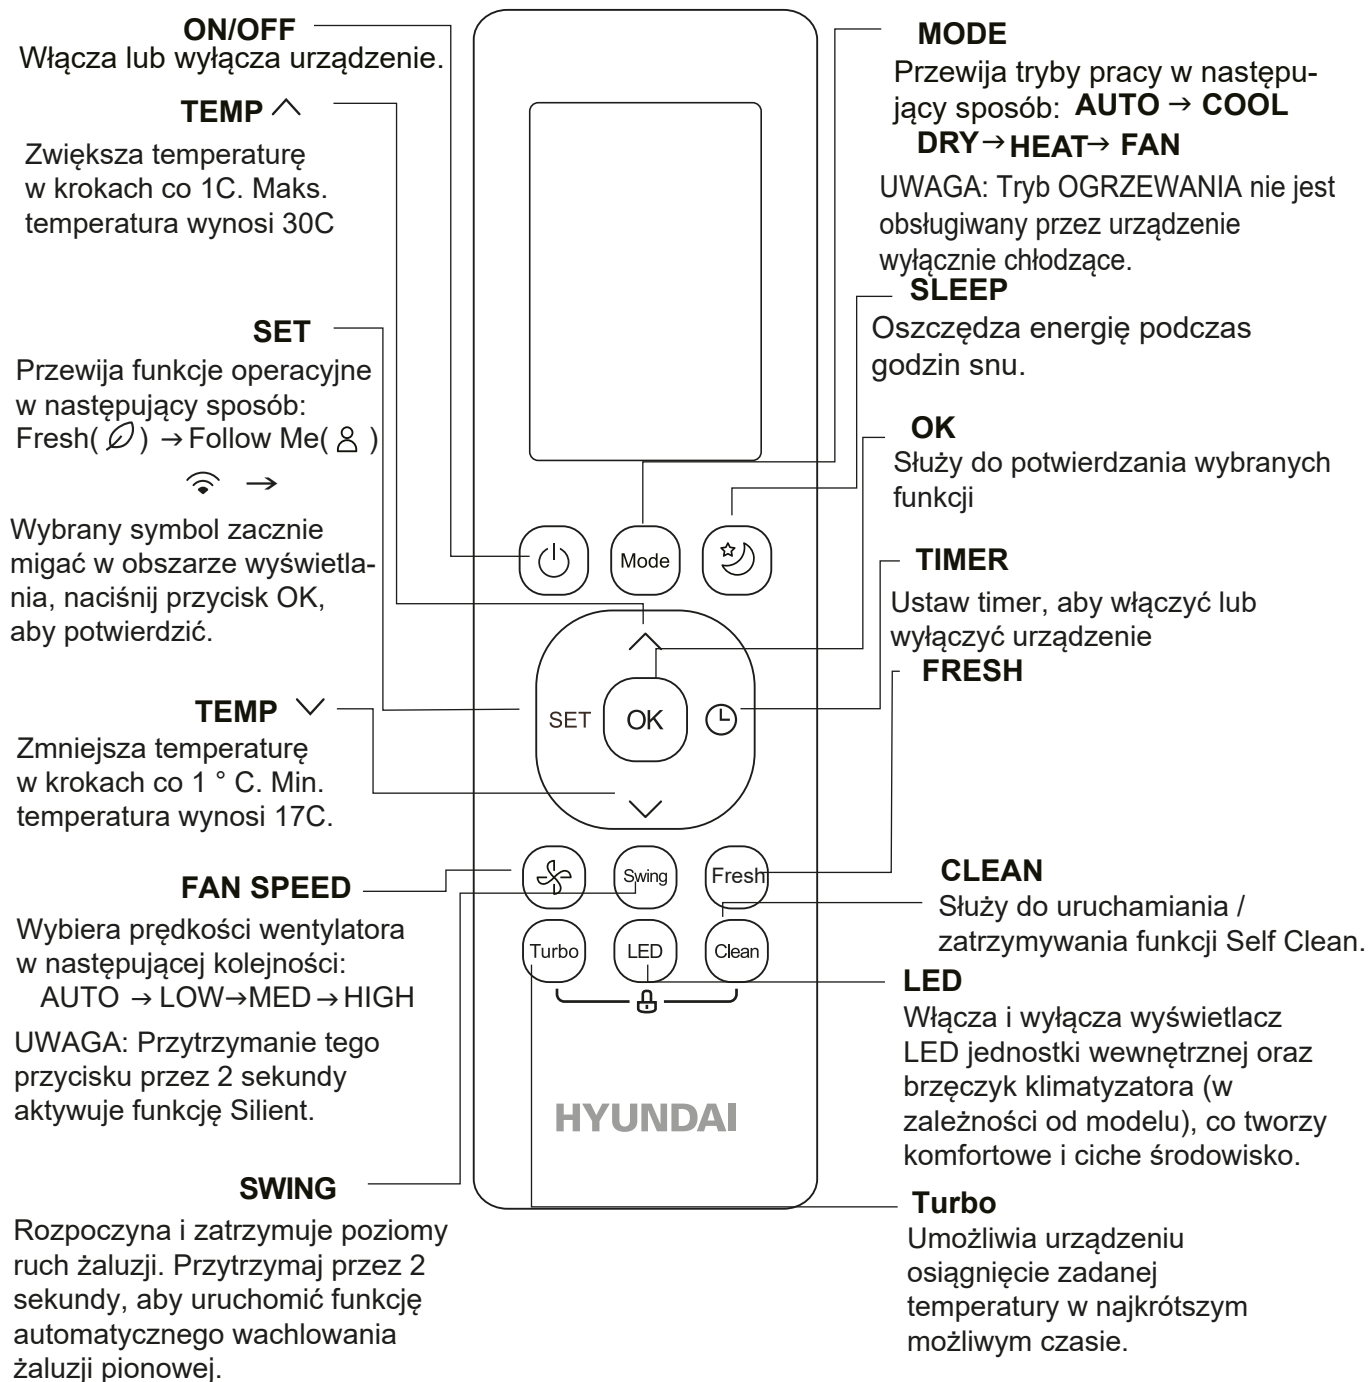 ON/OFF
Włącza lub wyłącza urządzenie.
TEMP
Zwiększa temperaturę
w krokach co 1C. Maks.
temperatura wynosi 30C
SET
Przewija funkcje operacyjne
w następujący sposób:
Fresh( ) → Follow Me( )
→
Wybrany symbol zacznie
migać w obszarze wyświetla-
nia, naciśnij przycisk OK,
aby potwierdzić.
TEMP
Zmniejsza temperaturę
w krokach co 1 ° C. Min.
temperatura wynosi 17C.
FAN SPEED
Wybiera prędkości wentylatora
w następującej kolejności:
AUTO → LOW→MED→HIGH
UWAGA: Przytrzymanie tego
przycisku przez 2 sekundy
aktywuje funkcję Silient.
SWING
Rozpoczyna i zatrzymuje poziomy
ruch żaluzji. Przytrzymaj przez 2
sekundy, aby uruchomić funkcję
automatycznego wachlowania
żaluzji pionowej.
Mode
SET
OK
Swing
Fresh
Turbo
LED
Clean
HYUNDAI
MODE
Przewija tryby pracy w następu-
jący sposób: AUTO → COOL
DRY→HEAT→ FAN
UWAGA: Tryb OGRZEWANIA nie jest
obsługiwany przez urządzenie
wyłącznie chłodzące.
SLEEP
Oszczędza energię podczas
godzin snu.
OK
Służy do potwierdzania wybranych
funkcji
TIMER
Ustaw timer, aby włączyć lub
wyłączyć urządzenie
FRESH
CLEAN
Służy do uruchamiania /
zatrzymywania funkcji Self Clean.
LED
Włącza i wyłącza wyświetlacz
LED jednostki wewnętrznej oraz
brzęczyk klimatyzatora (w
zależności od modelu), co tworzy
komfortowe i ciche środowisko.
Turbo
Umożliwia urządzeniu
osiągnięcie zadanej
temperatury w najkrótszym
możliwym czasie.